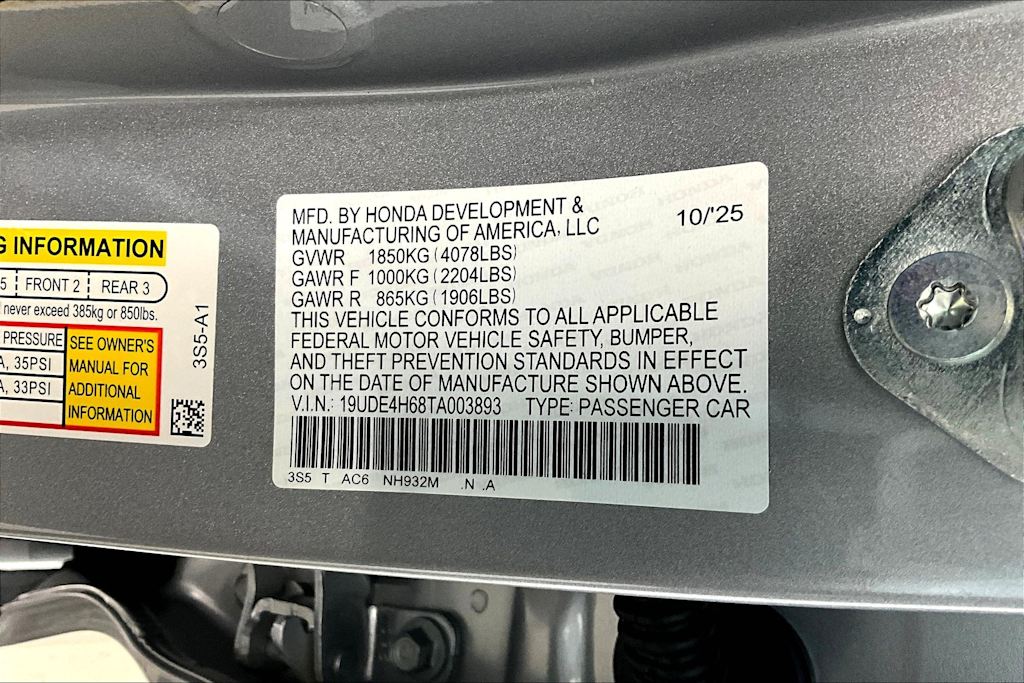 G INFORMATION
5 FRONT 2 REAR 3
never exceed 385kg or 850lbs.
PRESSURE
A, 35PSI
A, 33PSI
SEE OWNER'S
MANUAL FOR
ADDITIONAL
INFORMATION
3S5-A1
MFD. BY HONDA DEVELOPMENT &
MANUFACTURING OF AMERICA, LLC
10/'25
GVWR 1850KG (4078LBS)
GAWR F 1000KG (2204LBS)
GAWR R 865KG (1906LBS)
THIS VEHICLE CONFORMS TO ALL APPLICABLE
FEDERAL MOTOR VEHICLE SAFETY, BUMPER,
AND THEFT PREVENTION STANDARDS IN EFFECT
ON THE DATE OF MANUFACTURE SHOWN ABOVE.
V.I.N.: 19UDE4H68TA003893 TYPE: PASSENGER CAR
3S5 T AC6 NH932M .N .A